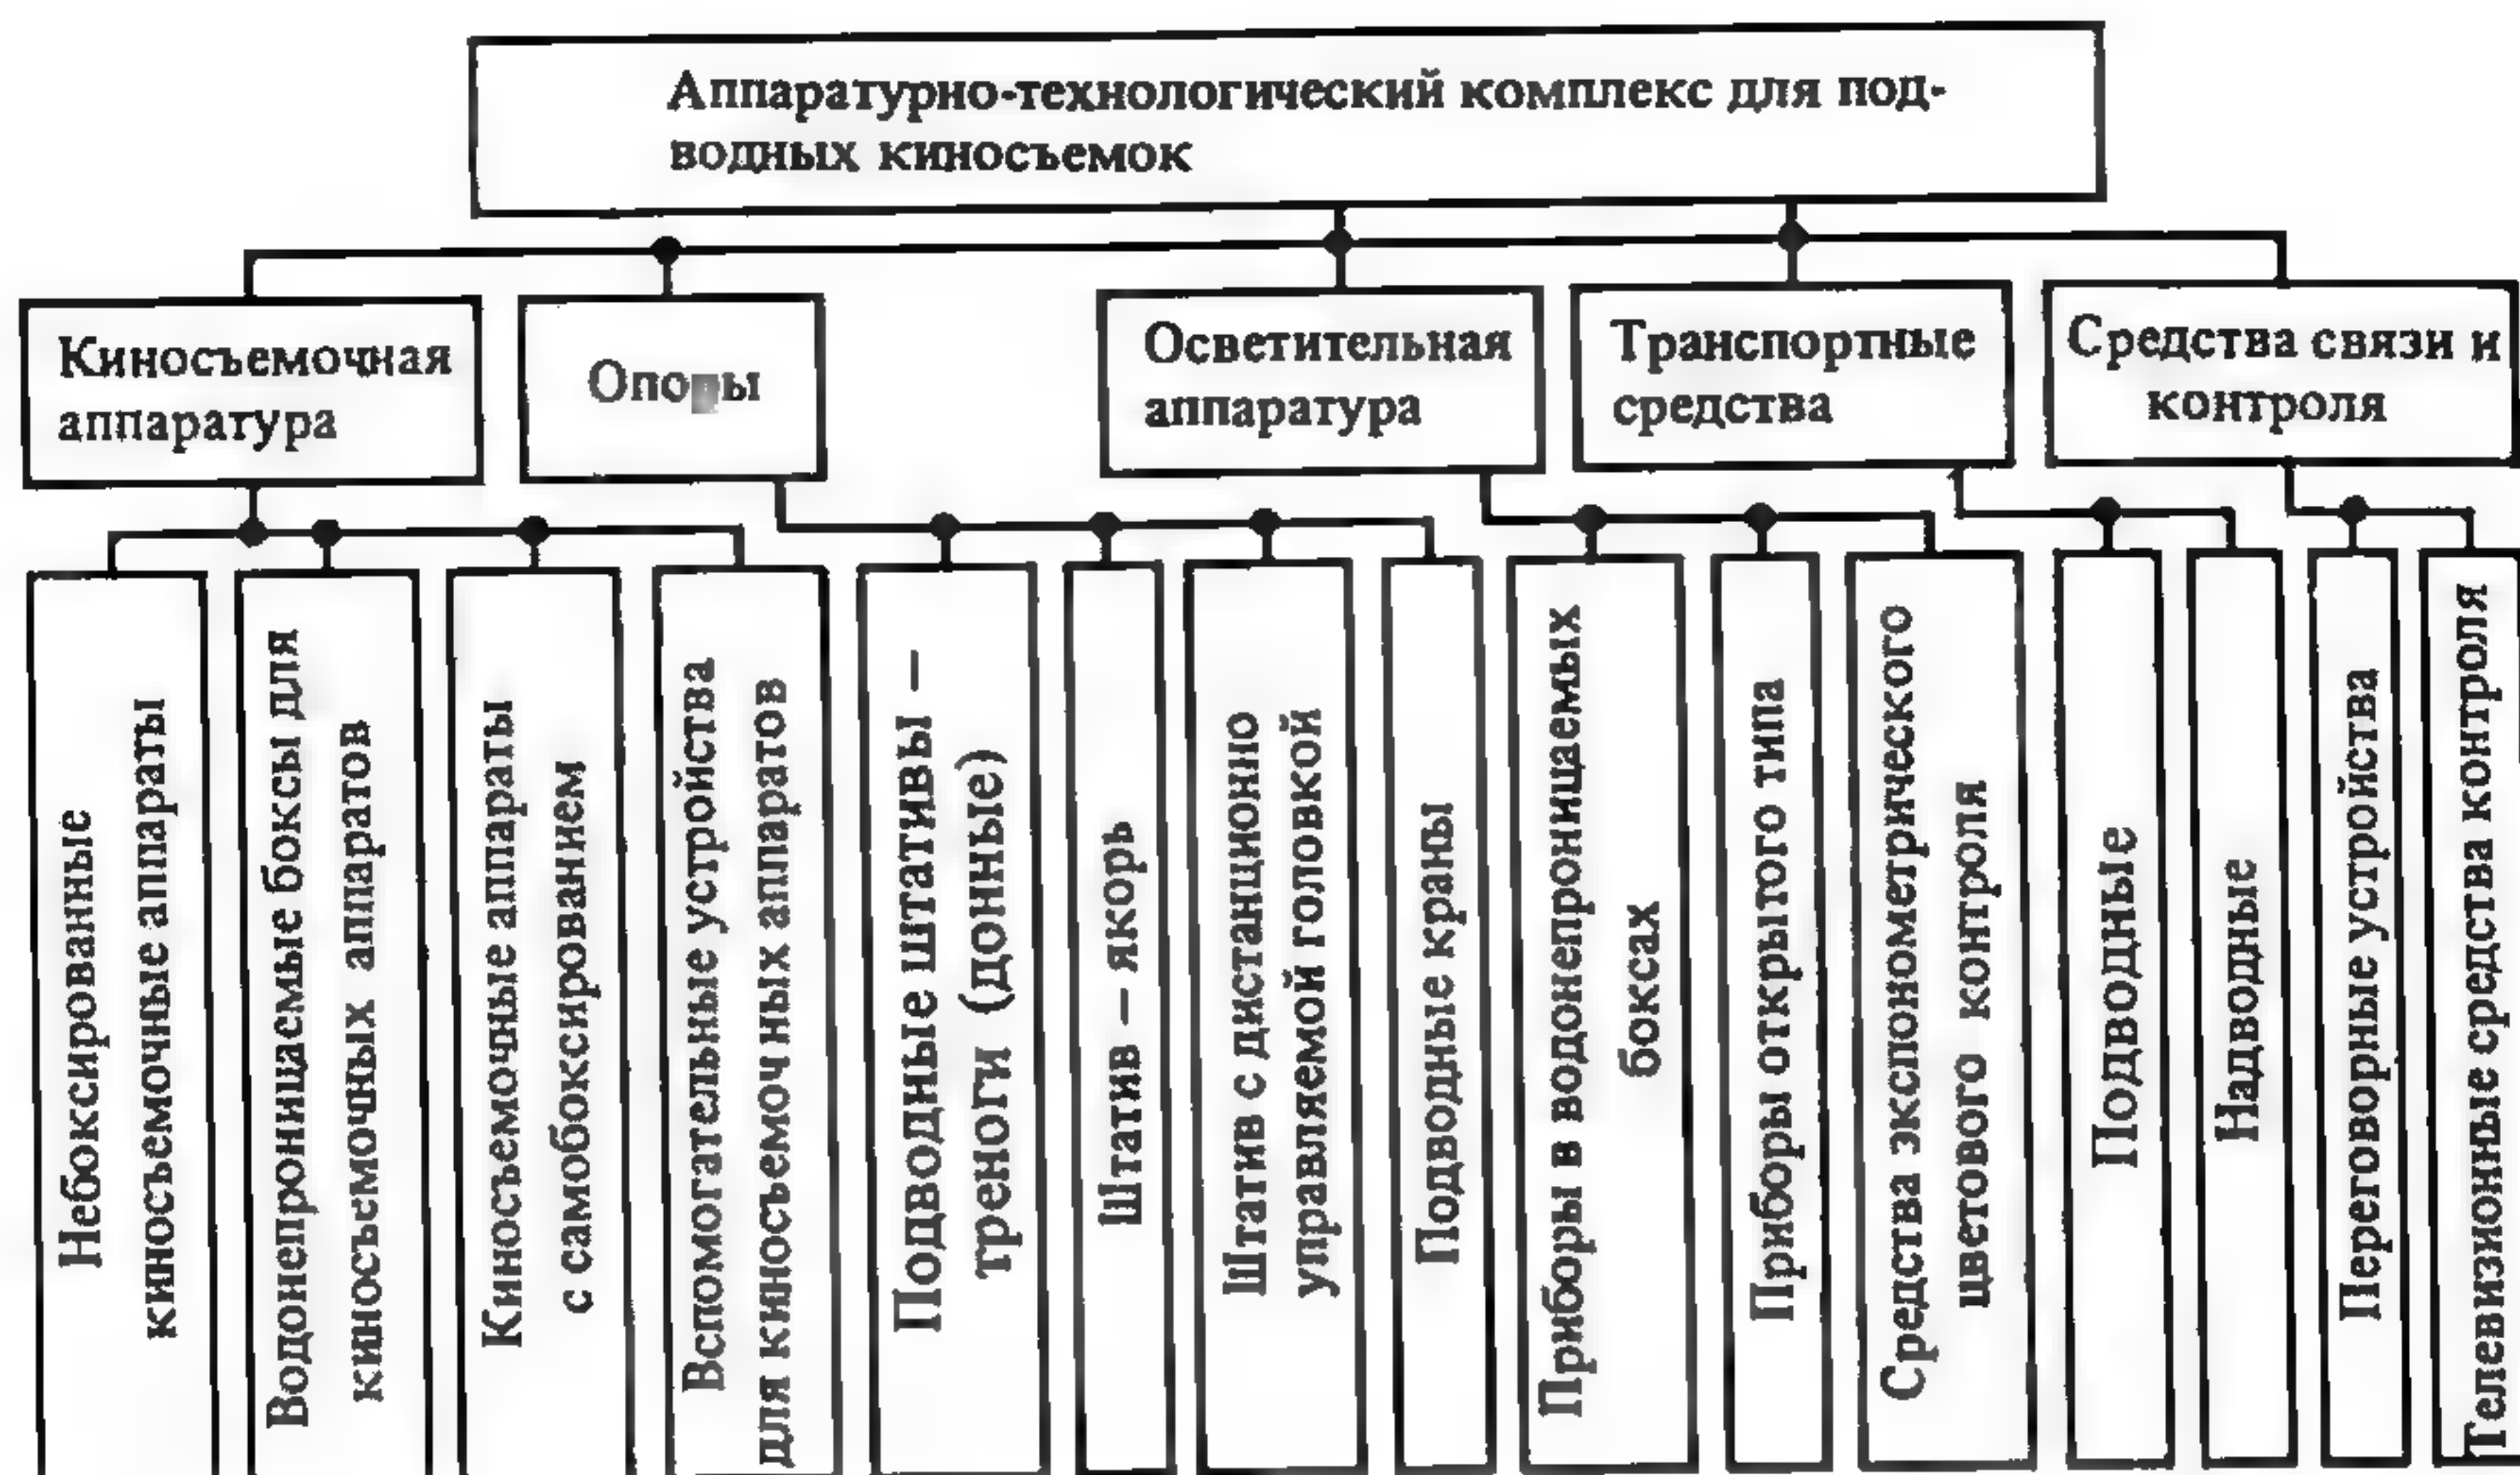 Аппаратурно-технологический комплекс для под-
водных киносъемок
Киносъемочная
аппаратура
Опоры
Осветительная
аппаратура
Транспортные
средства
Средства связи и
контроля
Небоксированные
киносъемочные аппараты
Водонепроницаемые боксы для
киносъемочных аппаратов
Киносъемочные аппараты
с самобоксированием
Вспомогательные устройства
для киносъемочных аппаратов
Подводные штативы –
треноги (донные)
Штатив – якорь
Штатив с дистанционно
управляемой головкой
Подводные краны
Приборы в водонепроницаемых
боксах
Приборы открытого типа
Средства экспонометрического
цветового контроля
Подводные
Надводные
Переговорные устройства
Телевизионные средства контроля